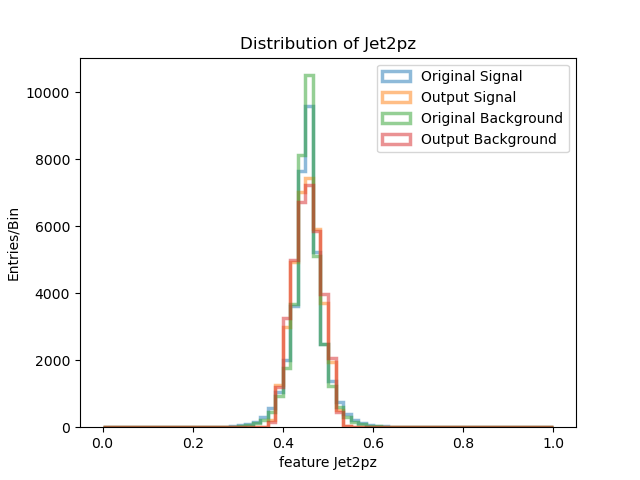 Distribution of Jet2pz
Original Signal
Output Signal
Original Background
Output Background
Entries/Bin
10000
8000
6000
4000
2000
0
0.0 0.2 0.4 0.6 0.8 1.0
feature Jet2pz